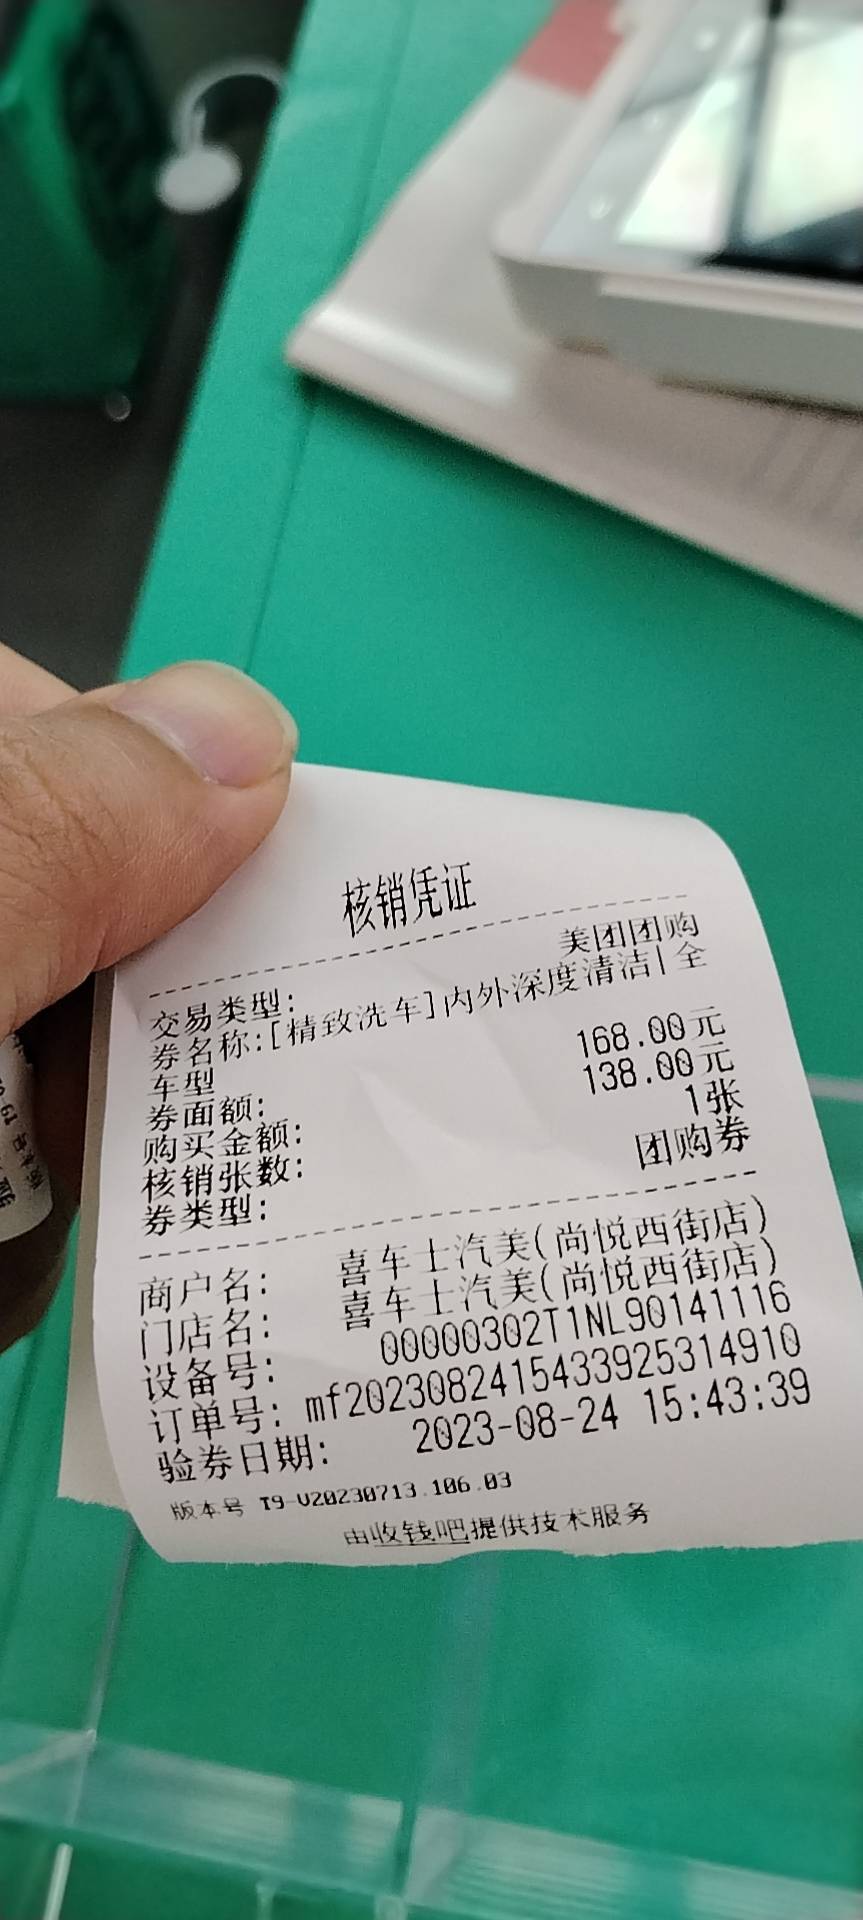 核销凭证
交易类型: 美团团购
券名称:[精致洗车]内外深度清洁|全
车型
券面额: 168.00元
购买金额: 138.00元
核销张数: 1张
券类型: 团购券
商户名: 喜车士汽美(尚悦西街店)
门店名: 喜车士汽美(尚悦西街店)
设备号: 00000302T1NL90141116
订单号: mf2023082415433925314910
验券日期: 2023-08-24 15:43:39
版本号 T9-V20230713.106.03
由收钱吧提供技术服务